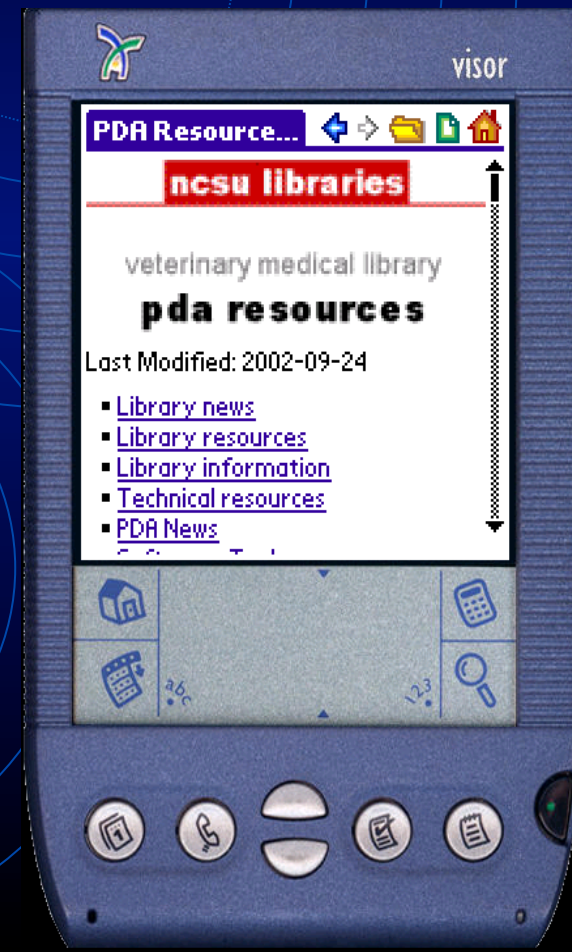 visor
PDA Resource...
ncsu libraries
veterinary medical library
pda resources
Last Modified: 2002-09-24
Library news
Library resources
Library information
Technical resources
PDA News
abc
123
1